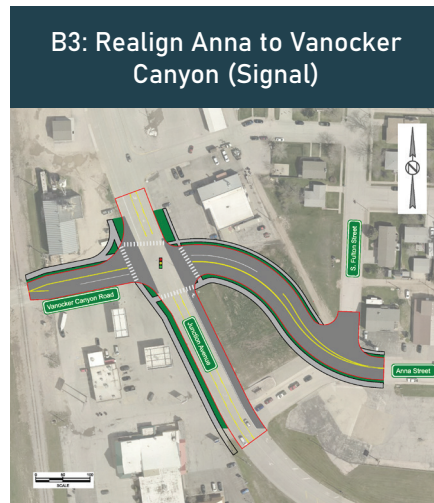 B3: Realign Anna to Vanocker
Canyon (Signal)
N
S. Fulton Street
Vanocker Canyon Road
Junction Avenue
Anna Street
SCALE